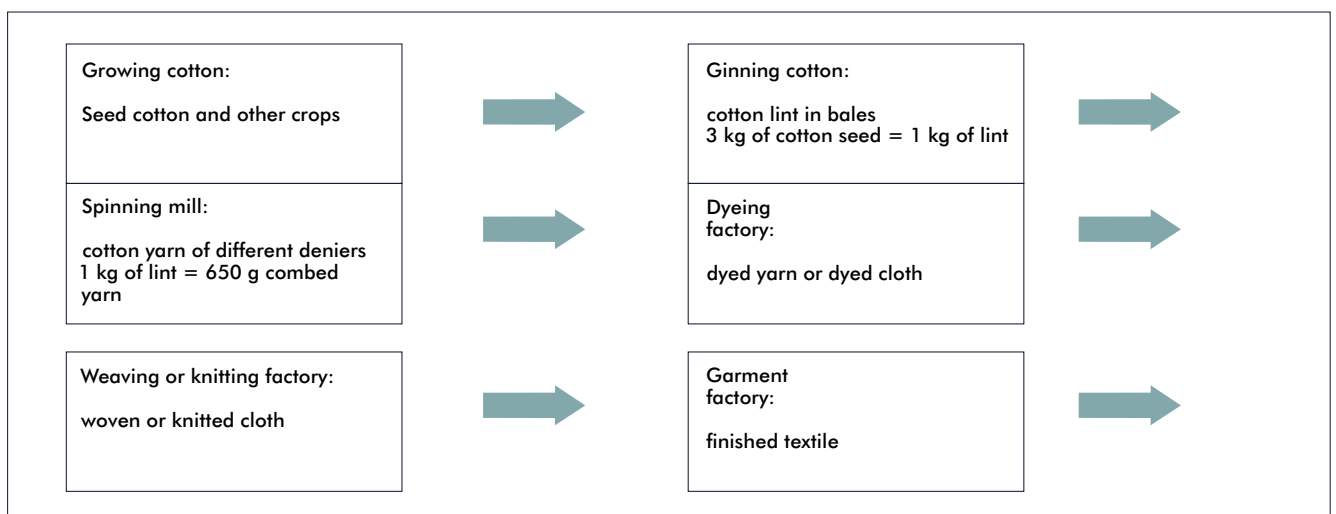 Growing cotton:
Seed cotton and other crops
Ginning cotton:
cotton lint in bales
3 kg of cotton seed = 1 kg of lint
Spinning mill:
cotton yarn of different deniers
1 kg of lint = 650 g combed
yarn
Dyeing
factory:
dyed yarn or dyed cloth
Weaving or knitting factory:
woven or knitted cloth
Garment
factory:
finished textile